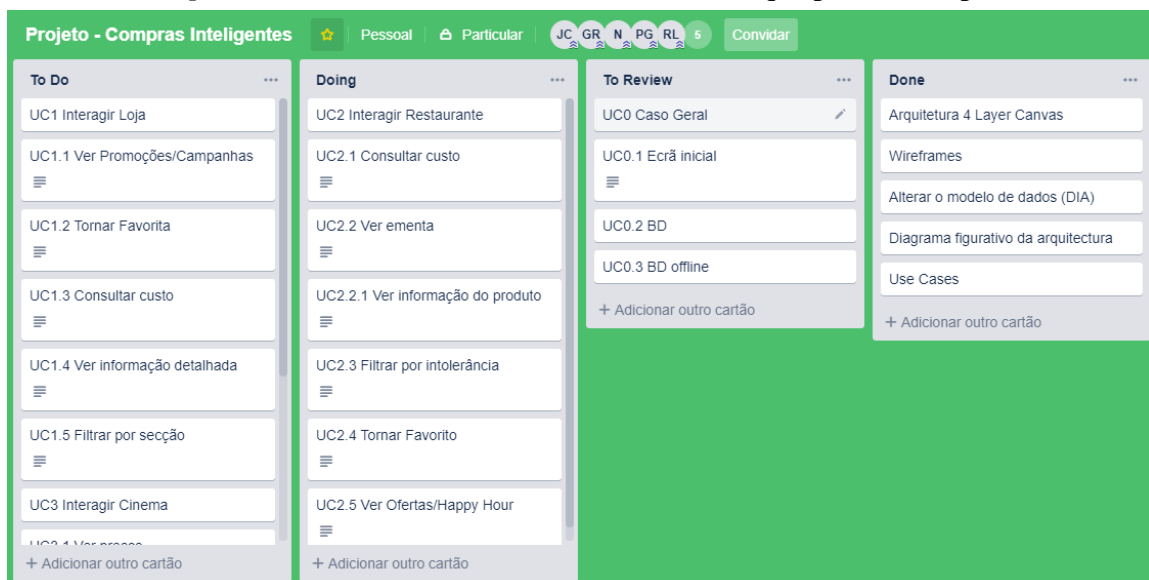 Projeto - Compras Inteligentes
Pessoal
Particular
JC GR N PG RL 5
Convidar
To Do
UC1 Interagir Loja
UC1.1 Ver Promoções/Campanhas
UC1.2 Tornar Favorita
UC1.3 Consultar custo
UC1.4 Ver informação detalhada
UC1.5 Filtrar por secção
UC3 Interagir Cinema
+ Adicionar outro cartão
Doing
UC2 Interagir Restaurante
UC2.1 Consultar custo
UC2.2 Ver ementa
UC2.2.1 Ver informação do produto
UC2.3 Filtrar por intolerância
UC2.4 Tornar Favorito
UC2.5 Ver Ofertas/Happy Hour
+ Adicionar outro cartão
To Review
UC0 Caso Geral
UC0.1 Ecrã inicial
UC0.2 BD
UC0.3 BD offline
+ Adicionar outro cartão
Done
Arquitetura 4 Layer Canvas
Wireframes
Alterar o modelo de dados (DIA)
Diagrama figurativo da arquitectura
Use Cases
+ Adicionar outro cartão